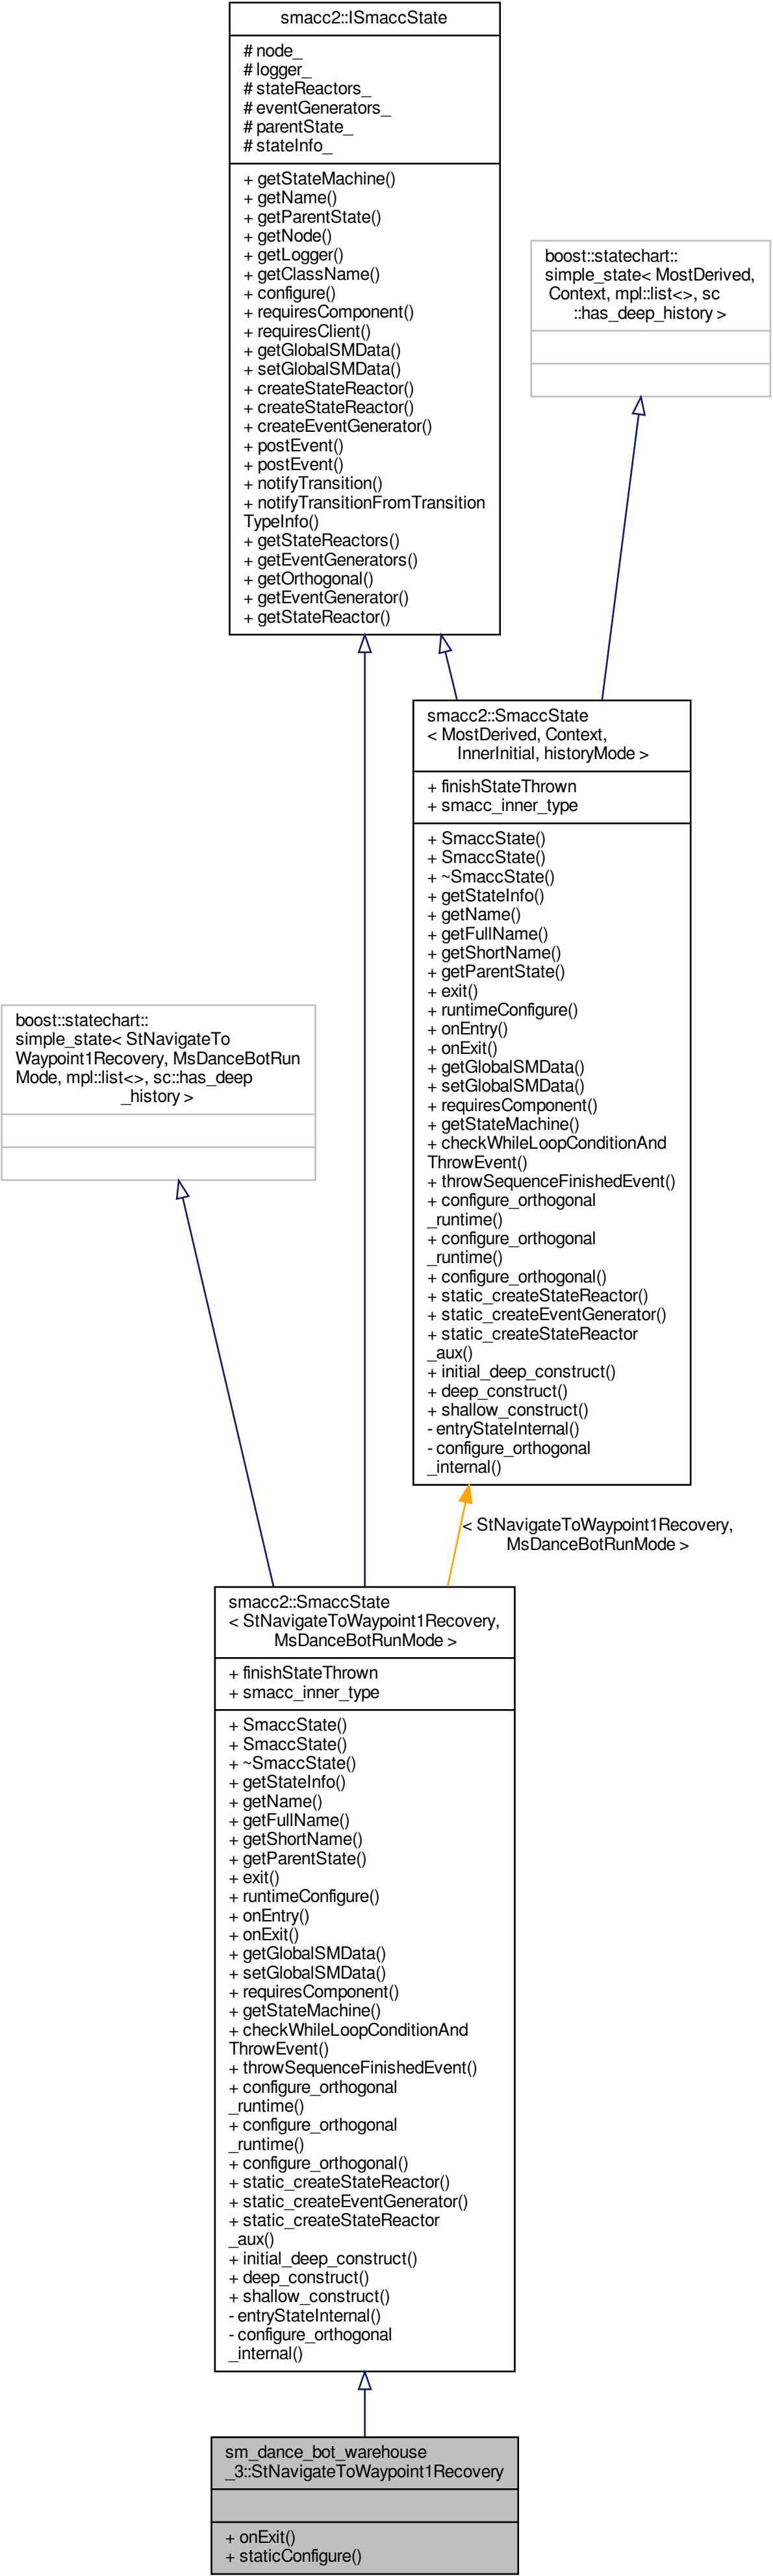 smacc2::ISmaccState
# node_
# logger_
# stateReactors_
# eventGenerators_
# parentState_
# stateInfo_
+ getStateMachine()
+ getName()
+ getParentState()
+ getNode()
+ getLogger()
+ getClassName()
+ configure()
+ requiresComponent()
+ requiresClient()
+ getGlobalSMData()
+ setGlobalSMData()
+ createStateReactor()
+ createStateReactor()
+ createEventGenerator()
+ postEvent()
+ postEvent()
+ notifyTransition()
+ notifyTransitionFromTransition
TypeInfo()
+ getStateReactors()
+ getEventGenerators()
+ getOrthogonal()
+ getEventGenerator()
+ getStateReactor()
boost::statechart::
simple_state< MostDerived,
Context, mpl::list<>, sc
::has_deep_history >
smacc2::SmaccState
< MostDerived, Context,
InnerInitial, historyMode >
+ finishStateThrown
+ smacc_inner_type
+ SmaccState()
+ SmaccState()
+ ~SmaccState()
+ getStateInfo()
+ getName()
+ getFullName()
+ getShortName()
+ getParentState()
+ exit()
+ runtimeConfigure()
+ onEntry()
+ onExit()
+ getGlobalSMData()
+ setGlobalSMData()
+ requiresComponent()
+ getStateMachine()
+ checkWhileLoopConditionAnd
ThrowEvent()
+ throwSequenceFinishedEvent()
+ configure_orthogonal
_runtime()
+ configure_orthogonal
_runtime()
+ configure_orthogonal()
+ static_createStateReactor()
+ static_createEventGenerator()
+ static_createStateReactor
_aux()
+ initial_deep_construct()
+ deep_construct()
+ shallow_construct()
- entryStateInternal()
- configure_orthogonal
_internal()
boost::statechart::
simple_state< StNavigateTo
Waypoint1Recovery, MsDanceBotRun
Mode, mpl::list<>, sc::has_deep
_history >
< StNavigateToWaypoint1Recovery,
MsDanceBotRunMode >
smacc2::SmaccState
< StNavigateToWaypoint1Recovery,
MsDanceBotRunMode >
+ finishStateThrown
+ smacc_inner_type
+ SmaccState()
+ SmaccState()
+ ~SmaccState()
+ getStateInfo()
+ getName()
+ getFullName()
+ getShortName()
+ getParentState()
+ exit()
+ runtimeConfigure()
+ onEntry()
+ onExit()
+ getGlobalSMData()
+ setGlobalSMData()
+ requiresComponent()
+ getStateMachine()
+ checkWhileLoopConditionAnd
ThrowEvent()
+ throwSequenceFinishedEvent()
+ configure_orthogonal
_runtime()
+ configure_orthogonal
_runtime()
+ configure_orthogonal()
+ static_createStateReactor()
+ static_createEventGenerator()
+ static_createStateReactor
_aux()
+ initial_deep_construct()
+ deep_construct()
+ shallow_construct()
- entryStateInternal()
- configure_orthogonal
_internal()
sm_dance_bot_warehouse
_3::StNavigateToWaypoint1Recovery
+ onExit()
+ staticConfigure()